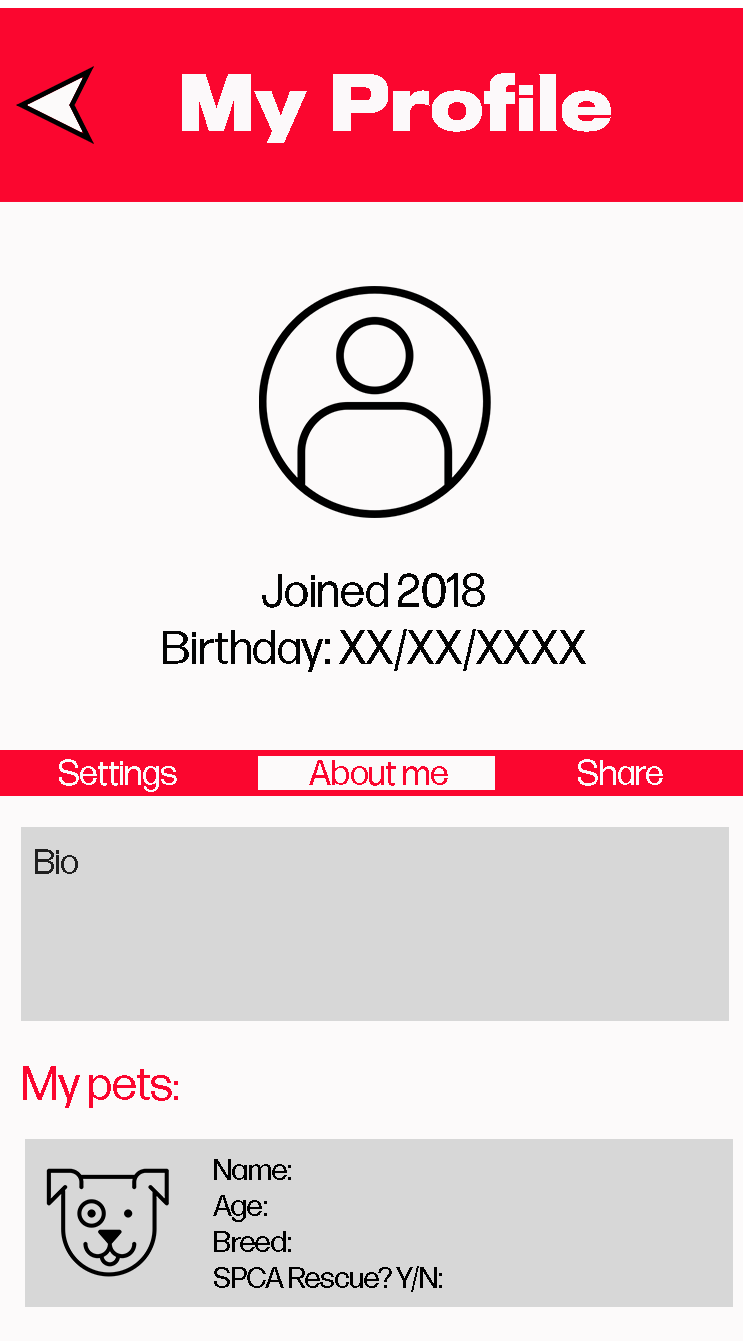 My Profile
Joined 2018
Birthday: XX/XX/XXXX
Settings About me Share
Bio
My pets:
Name:
Age:
Breed:
SPCA Rescue? Y/N: